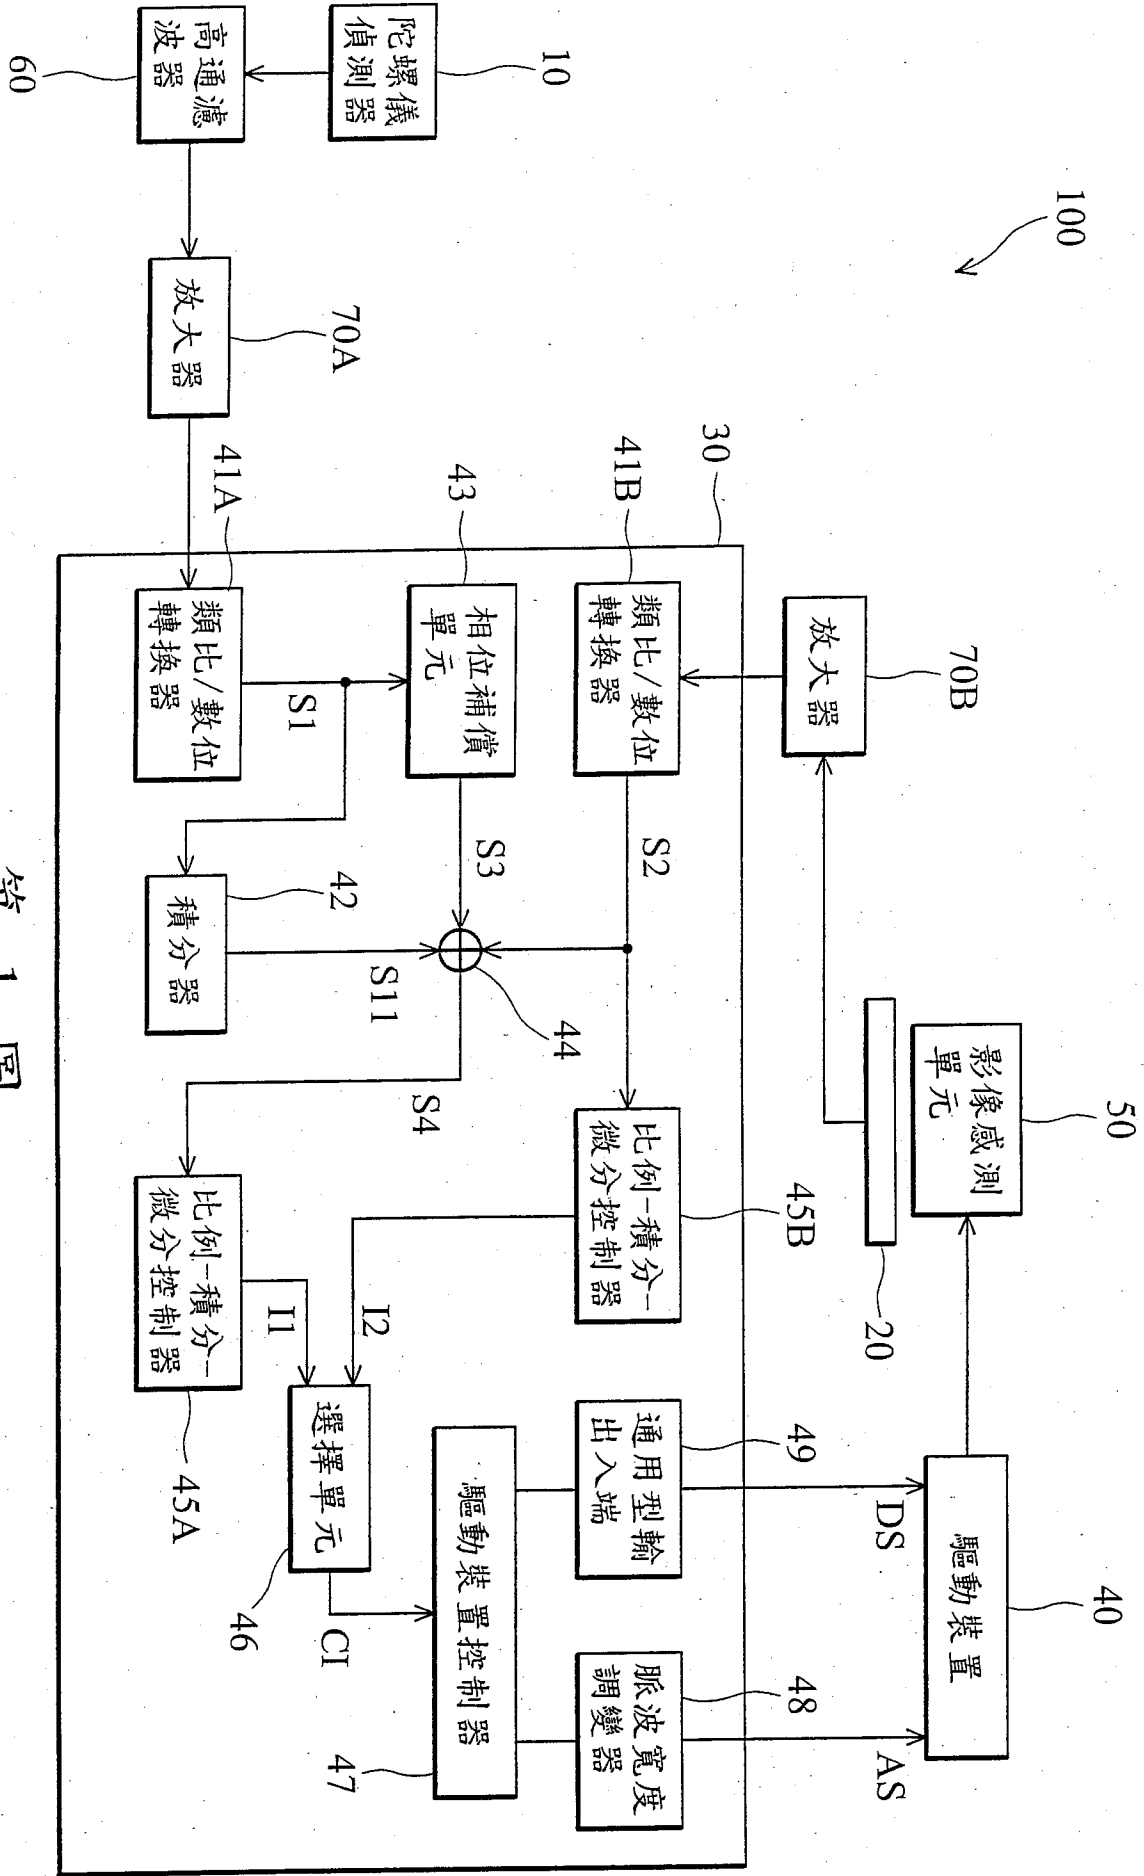 100
50
40
影像感測
單元
驅動裝置
70B
放大器
20
DS
AS
30
41B
類比/數位
轉換器
S2
45B
比例-積分-
微分控制器
49
通用型輸
出入端
48
脈波寬度
調變器
10
陀螺儀
偵測器
43
相位補償
單元
S3
44
S4
S11
I2
驅動裝置控制器
47
70A
S1
42
I1
選擇單元
46
CI
60
高通濾
波器
放大器
41A
類比/數位
轉換器
積分器
比例-積分-
微分控制器
45A
第 1 圖